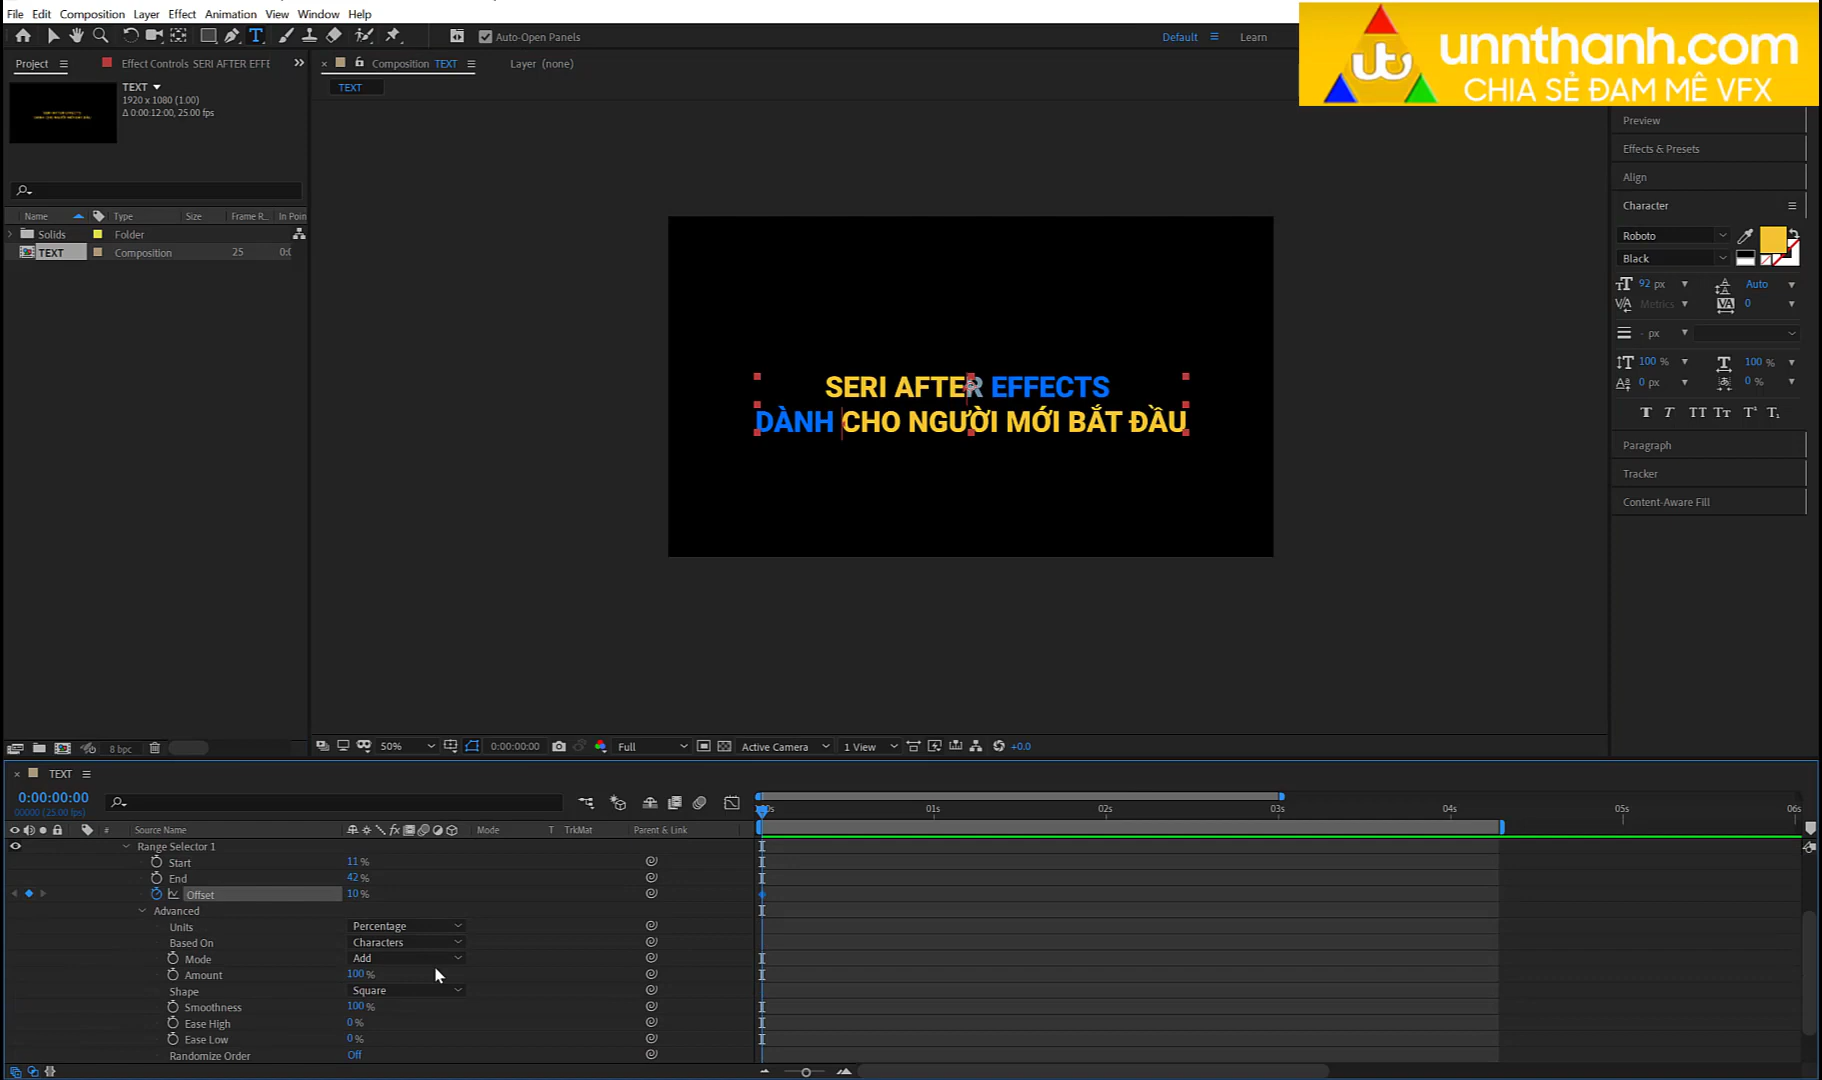 File Edit Composition Layer Effect Animation View Window Help
Auto-Open Panels
Default
Learn
unnthanh.com
CHIA SẺ ĐAM MÊ VFX
Project
Effect Controls SERI AFTER EFFE
Composition TEXT
Layer (none)
TEXT
1920 x 1080 (1.00)
Δ 0:00:12:00, 25.00 fps
TEXT
Name Type Size Frame R... In Point
Solids Folder
TEXT Composition 25 0:0
SERI AFTER EFFECTS
DÀNH CHO NGƯỜI MỚI BẮT ĐẦU
Preview
Effects & Presets
Align
Character
Roboto
Black
92 px Auto
Metrics 0
- px
100 % 100 %
0 px 0 %
Paragraph
Tracker
Content-Aware Fill
8 bpc
50% 0:00:00:00 Full Active Camera 1 View +0.0
TEXT
0:00:00:00
00000 (25.00 fps)
01s 02s 03s 04s 05s 06s
# Source Name Mode T TrkMat Parent & Link
Range Selector 1
Start 11 %
End 42 %
Offset 10 %
Advanced
Units Percentage
Based On Characters
Mode Add
Amount 100 %
Shape Square
Smoothness 100 %
Ease High 0 %
Ease Low 0 %
Randomize Order Off